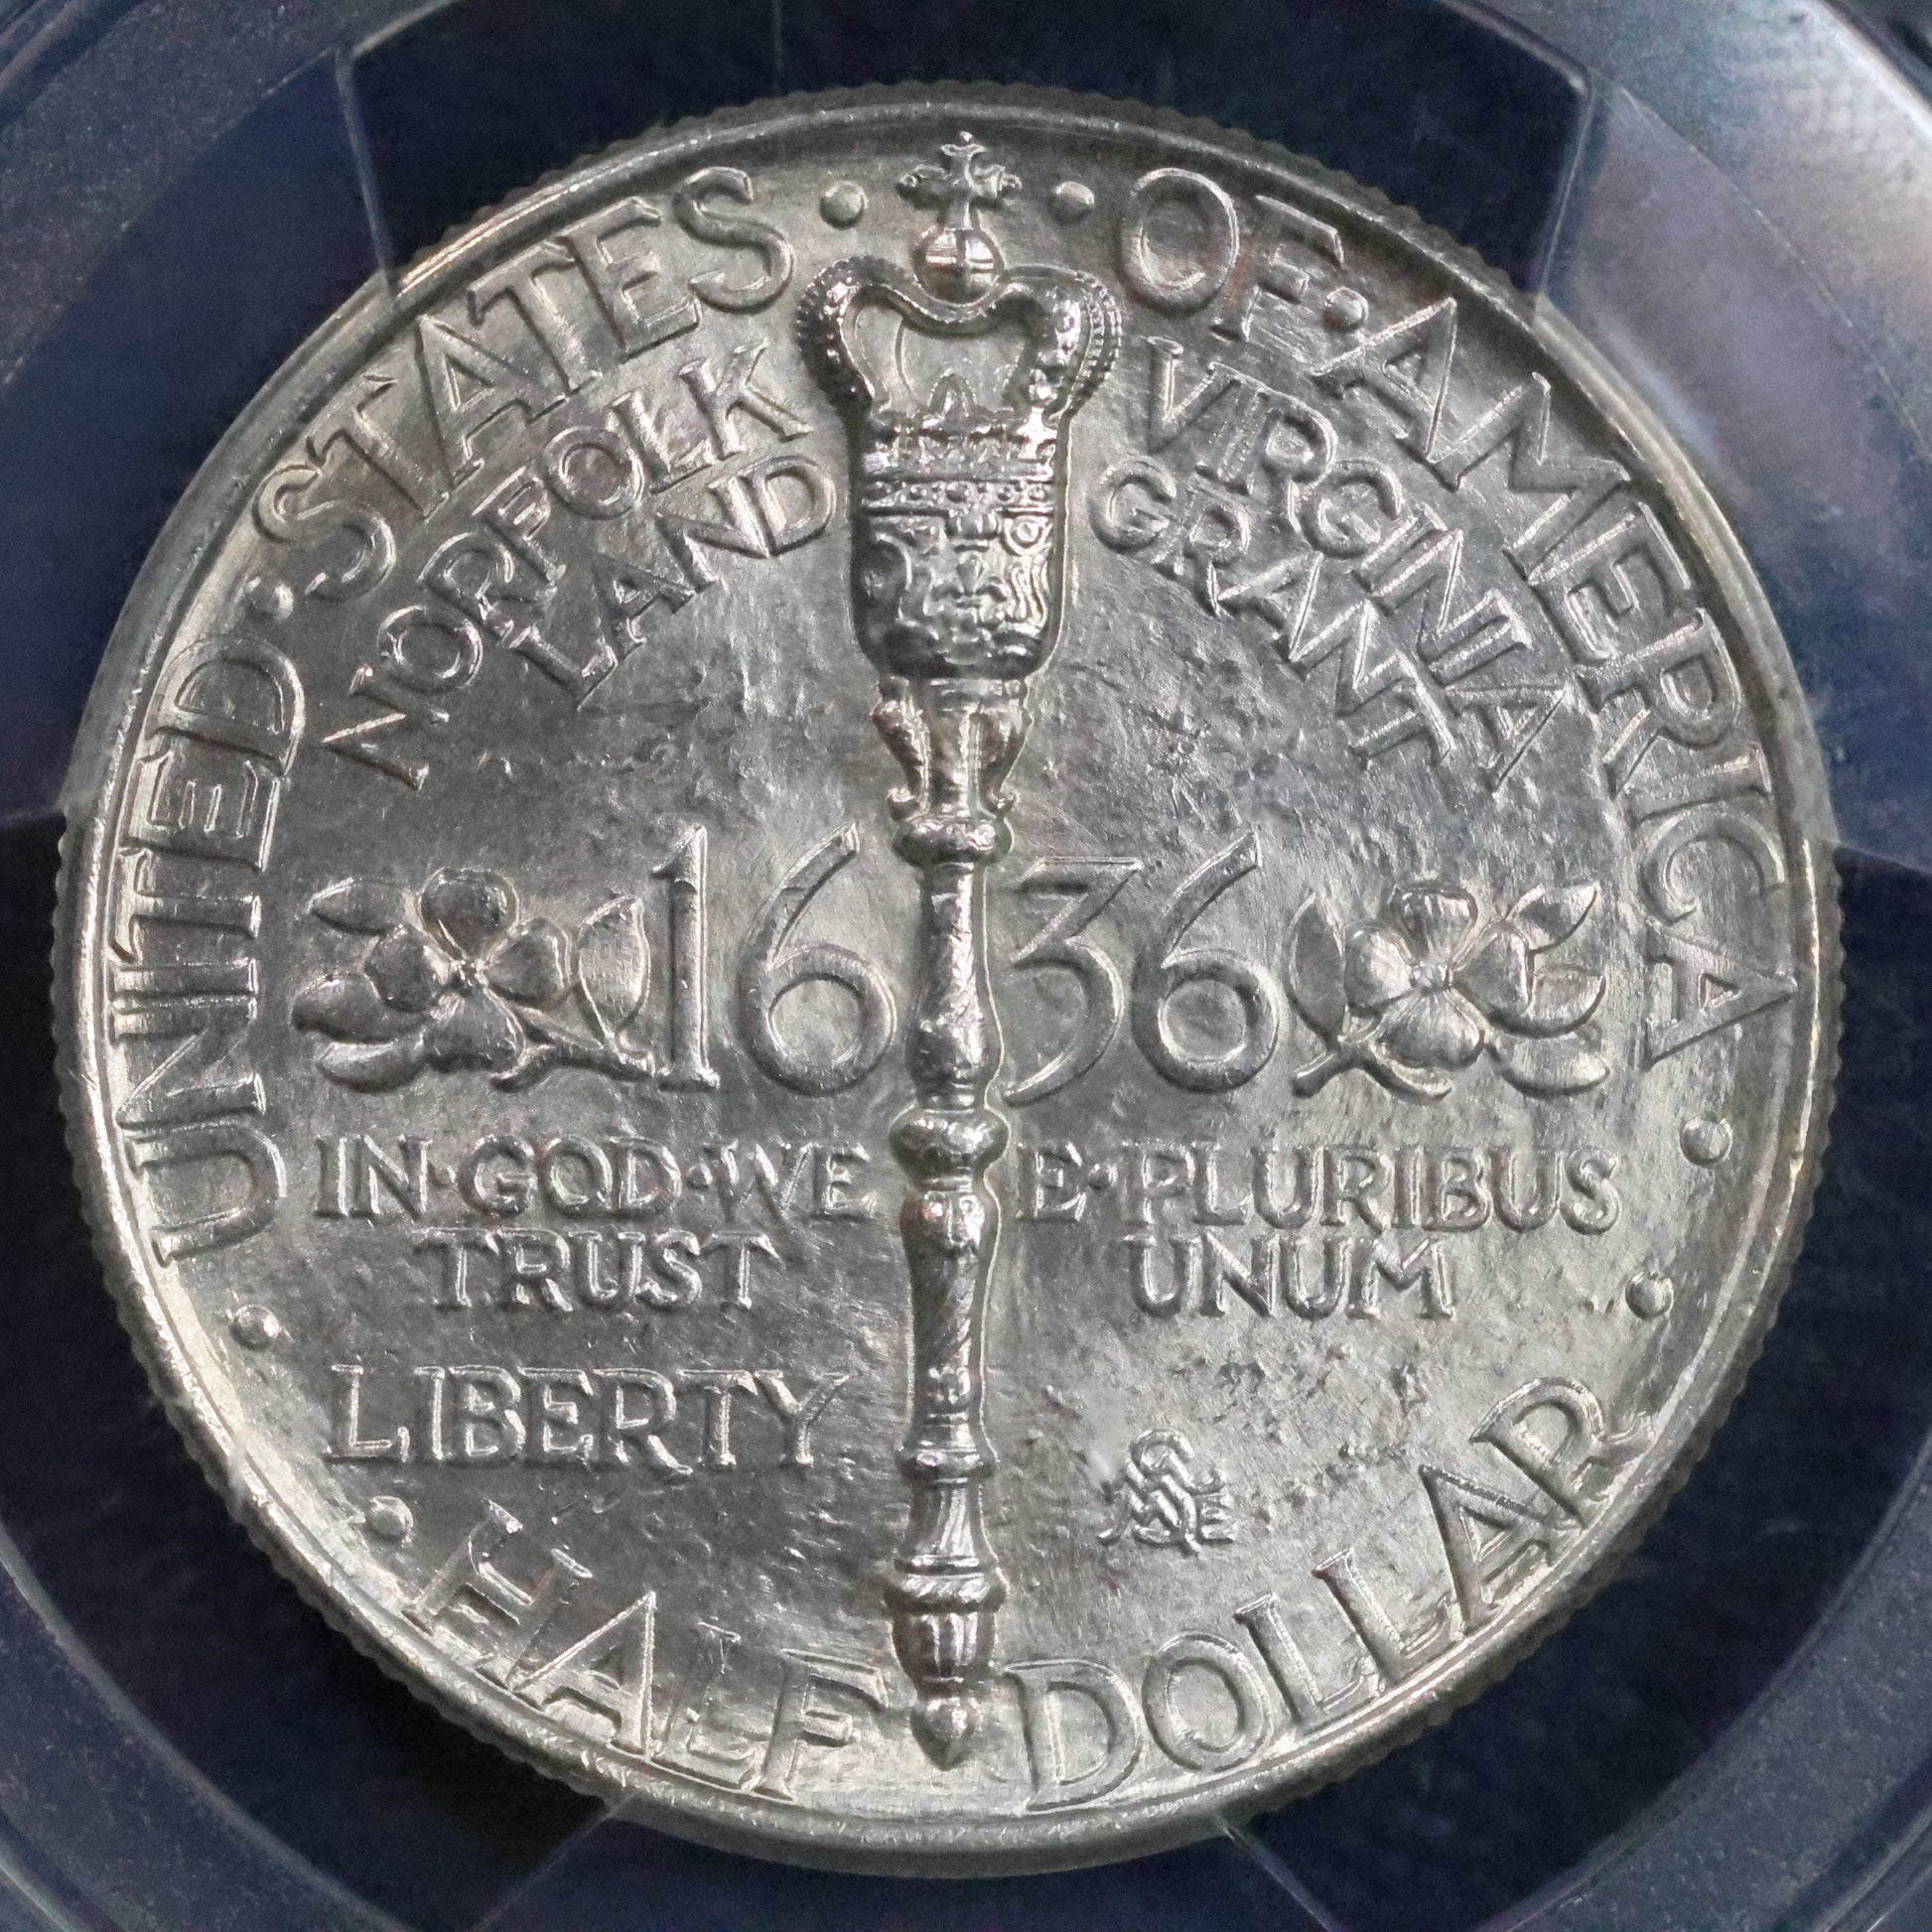 UNITED·STATES · · OF·AMERICA
NORFOLK VIRGINIA
LAND GRANT
1636
IN·GOD·WE
TRUST
E·PLURIBUS
UNUM
LIBERTY
HALF DOLLAR